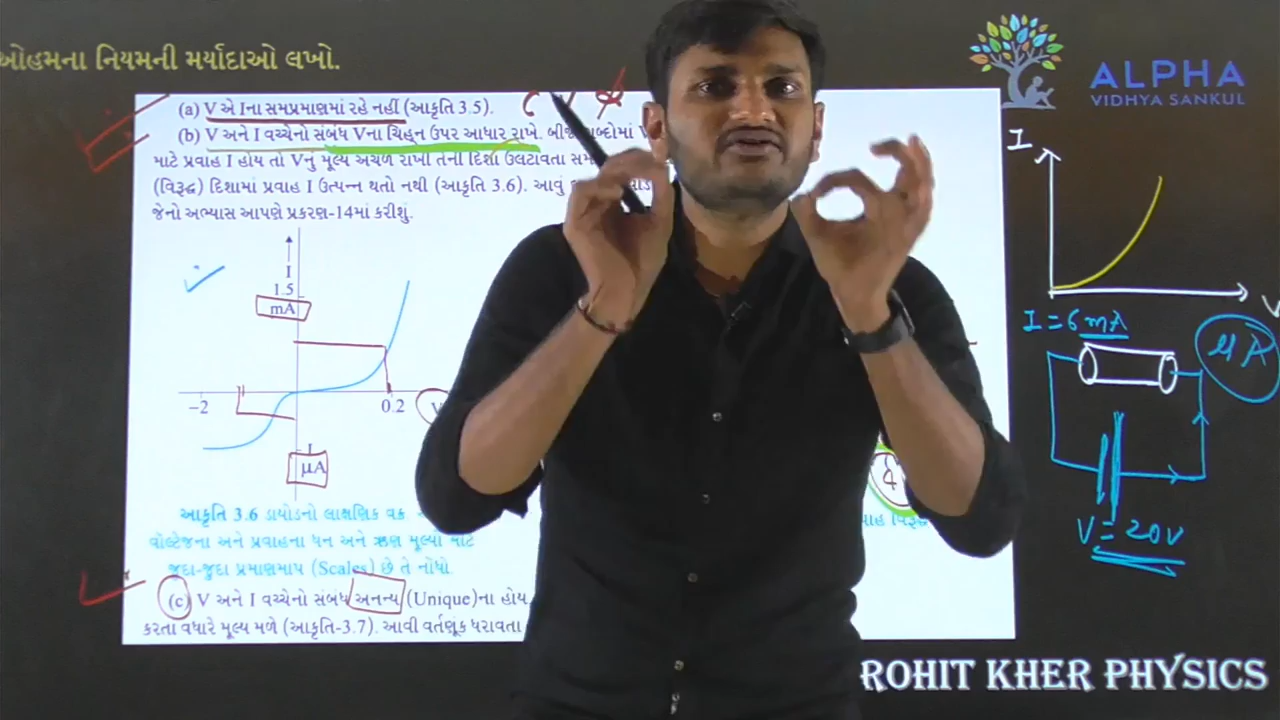 ઓહમના નિયમની મર્યાદાઓ લખો.
ALPHA
VIDHYA SANKUL
(a) V એ Iના સમપ્રમાણમાં રહે નહીં (આકૃતિ 3.5).
(b) V અને I વચ્ચેનો સંબંધ Vના ચિહ્ન ઉપર આધાર રાખે.
માટે પ્રવાહ I હોય તો Vનું મૂલ્ય અચળ રાખી તેની દિશા ઉલટાવતા
(વિરૂદ્ધ) દિશામાં પ્રવાહ I ઉત્પન્ન થતો નથી (આકૃતિ 3.6). આવું
જેનો અભ્યાસ આપણે પ્રકરણ-14માં કરીશું.
I
1.5
mA
-2
0.2
V
I
μA
આકૃતિ 3.6 ડાયોડનો લાક્ષણિક વક્ર
વોલ્ટેજના અને પ્રવાહના ધન અને ઋણ મૂલ્યો માટે
જુદા-જુદા પ્રમાણમાપ (Scales) છે તે નોંધો.
(c) V અને I વચ્ચેનો સંબંધ અનન્ય (Unique)ના હોય
કરતા વધારે મૂલ્ય મળે (આકૃતિ-3.7). આવી વર્તણૂક ધરાવતા
I
V
I = 6 mA
μA
V = 20V
ROHIT KHER PHYSICS